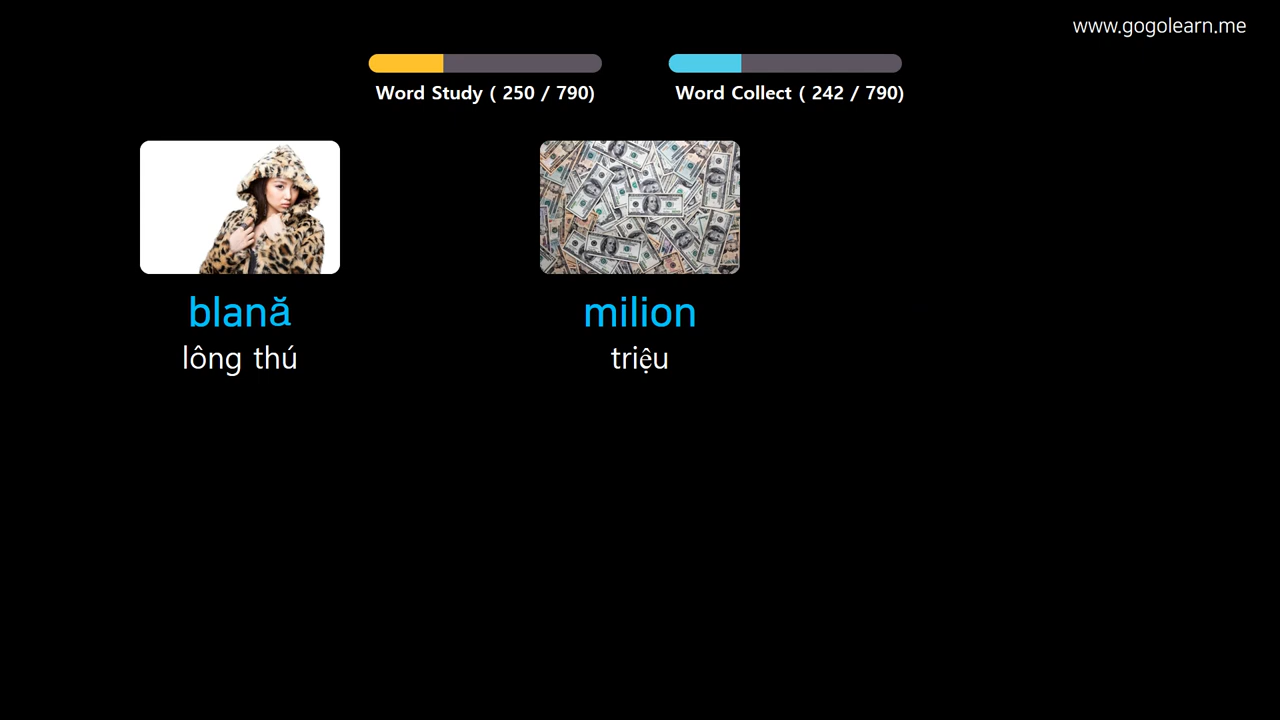 www.gogolearn.me
Word Study ( 250 / 790)
Word Collect ( 242 / 790)
blană
milion
lông thú
triệu